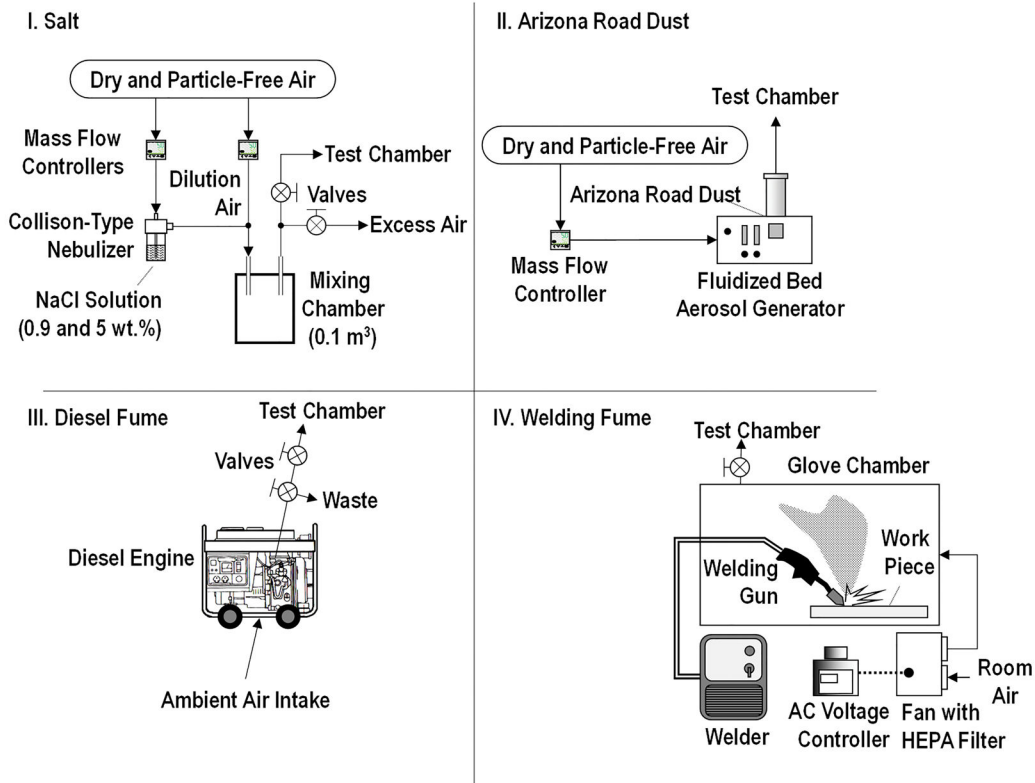 I. Salt
Dry and Particle-Free Air
Mass Flow
Controllers
Dilution
Air
Test Chamber
Valves
Excess Air
Collison-Type
Nebulizer
NaCl Solution
(0.9 and 5 wt.%)
Mixing
Chamber
(0.1 m³)
II. Arizona Road Dust
Test Chamber
Dry and Particle-Free Air
Arizona Road Dust
Mass Flow
Controller
Fluidized Bed
Aerosol Generator
III. Diesel Fume
Test Chamber
Valves
Waste
Diesel Engine
Ambient Air Intake
IV. Welding Fume
Test Chamber
Glove Chamber
Welding
Gun
Work
Piece
Welder
AC Voltage
Controller
Fan with
HEPA Filter
Room
Air